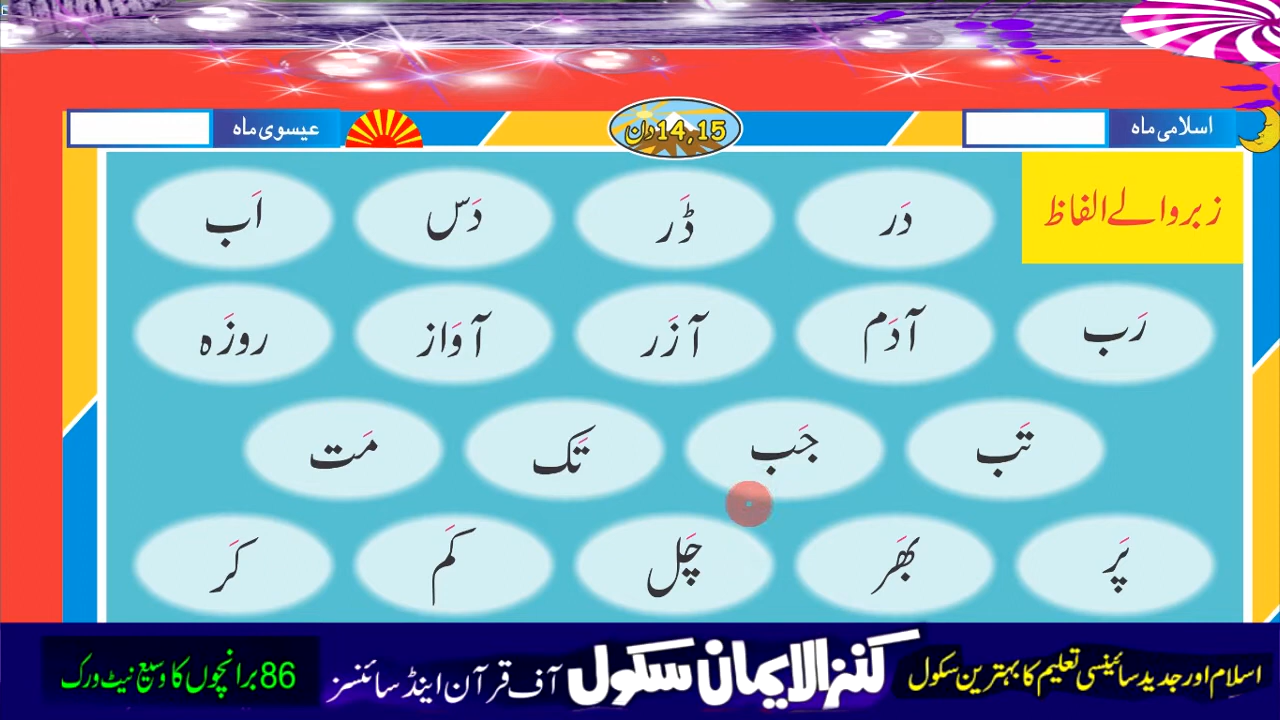 اسلامی ماہ
14,15 دن
عیسوی ماہ
زبر والے الفاظ
دَر ڈَر دَس اَب
رَب آدَم آزَر آوَاز روزَہ
تَب جَب تَک مَت
پَر بھَر چَل کَم کَر
اسلام اور جدید سائینسی تعلیم کا بہترین سکول کنزالایمان سکول آف قرآن اینڈ سائنسز 86 برانچوں کا وسیع نیٹ ورک